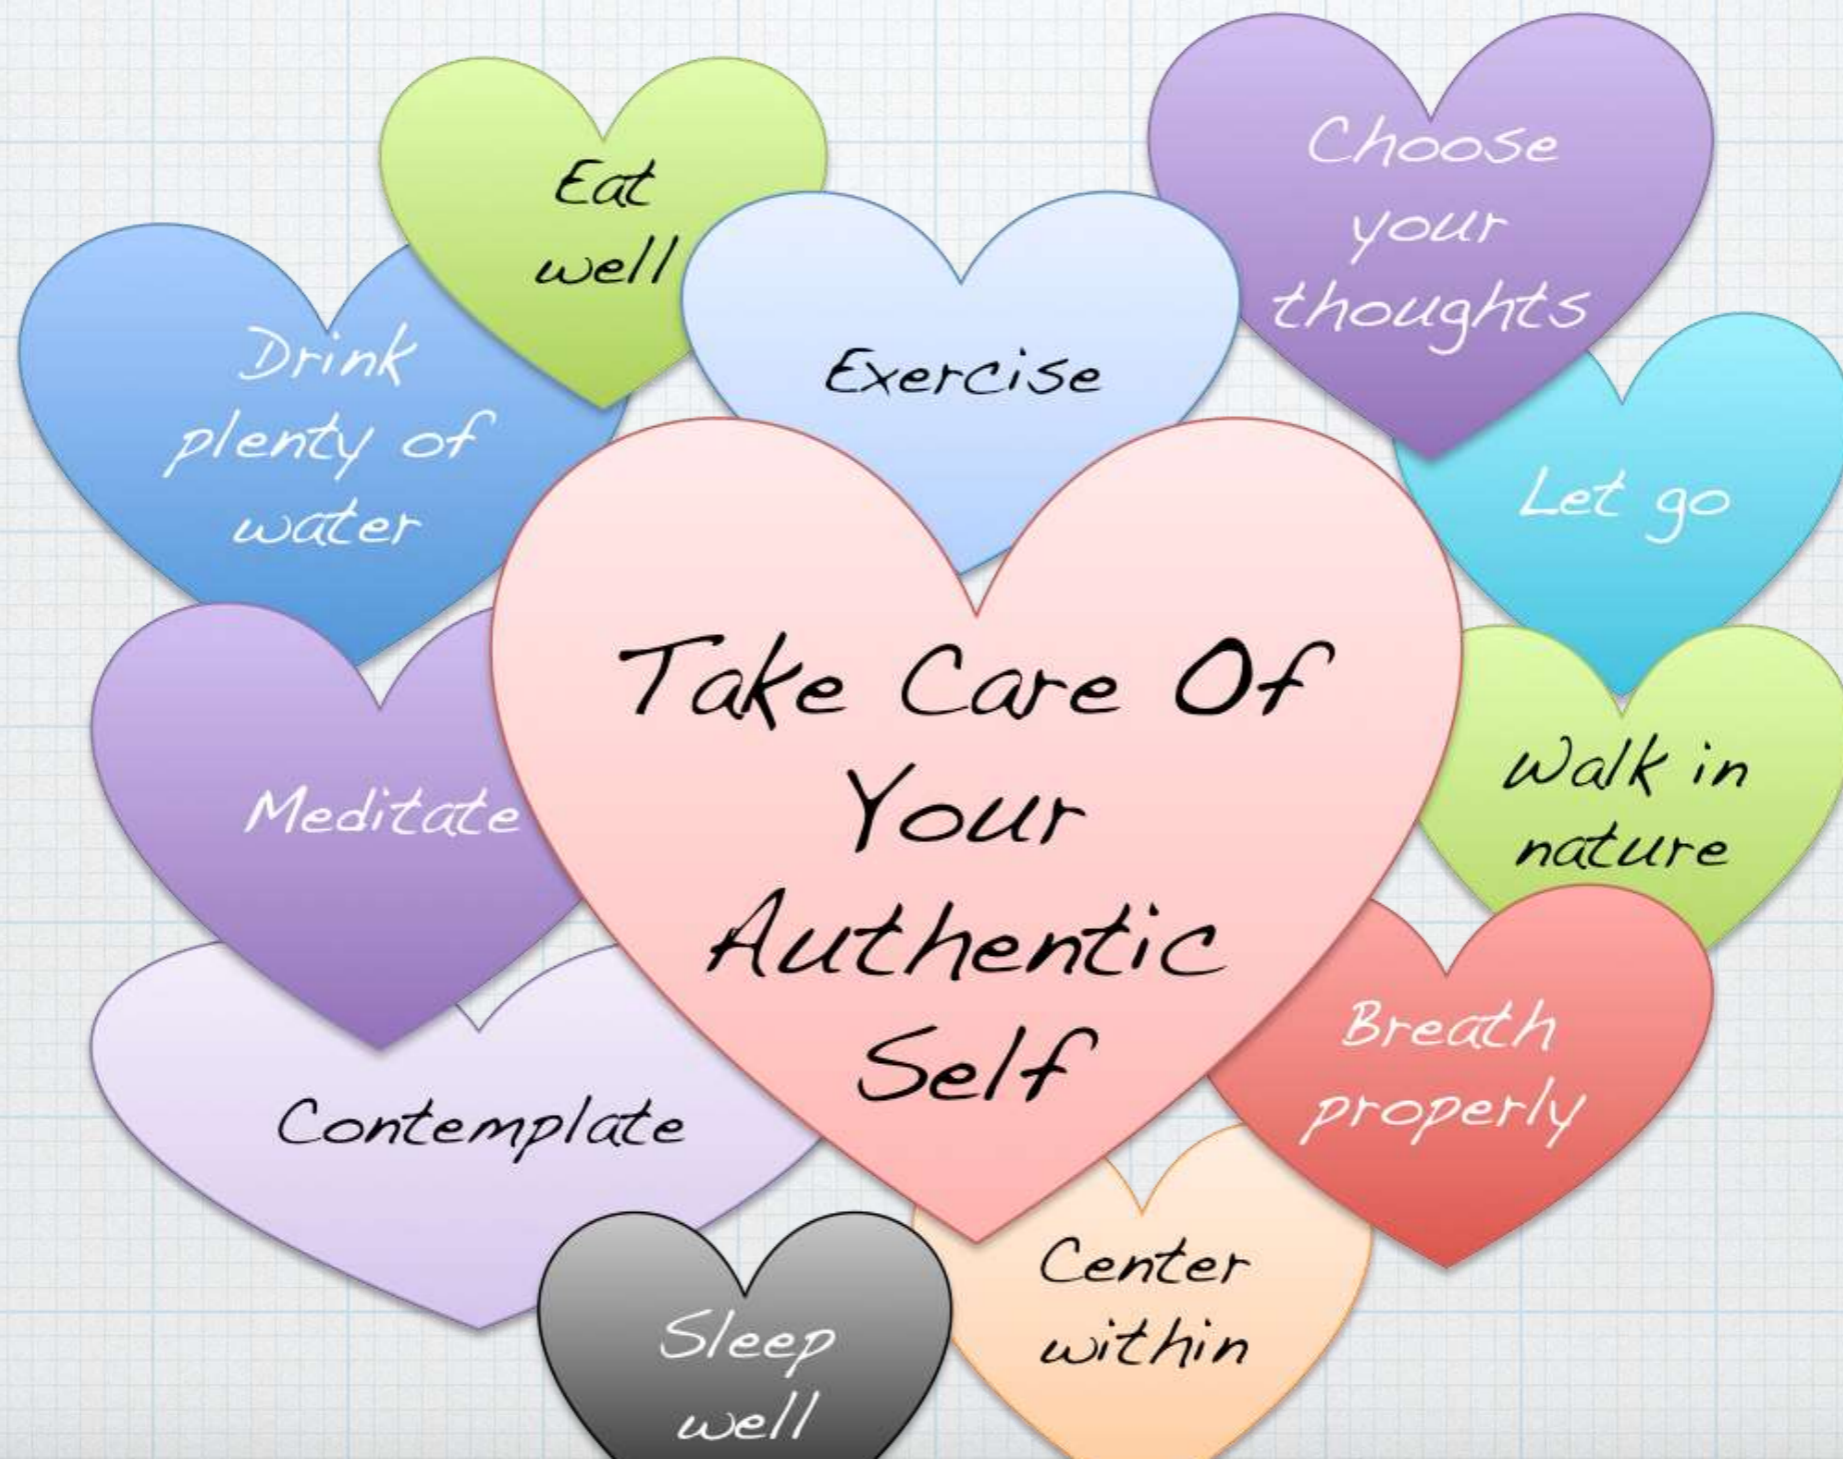 Eat
well
Choose
your
thoughts
Drink
plenty of
water
Exercise
Let go
Take Care Of
Your
Authentic
Self
Meditate
Walk in
nature
Contemplate
Breath
properly
Sleep
well
Center
within